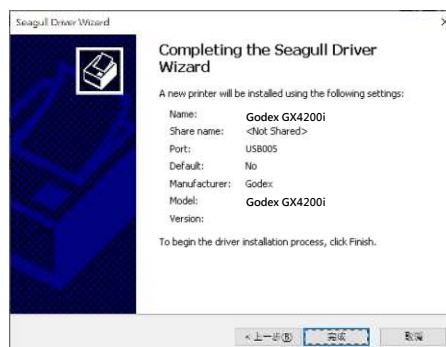 Seagull Driver Wizard
Completing the Seagull Driver
Wizard
A new printer will be installed using the following settings:
Name: Godex GX4200i
Share name: <Not Shared>
Port: USB005
Default: No
Manufacturer: Godex
Model: Godex GX4200i
Version:
To begin the driver installation process, click Finish.
< 上一步(B) 完成 取消